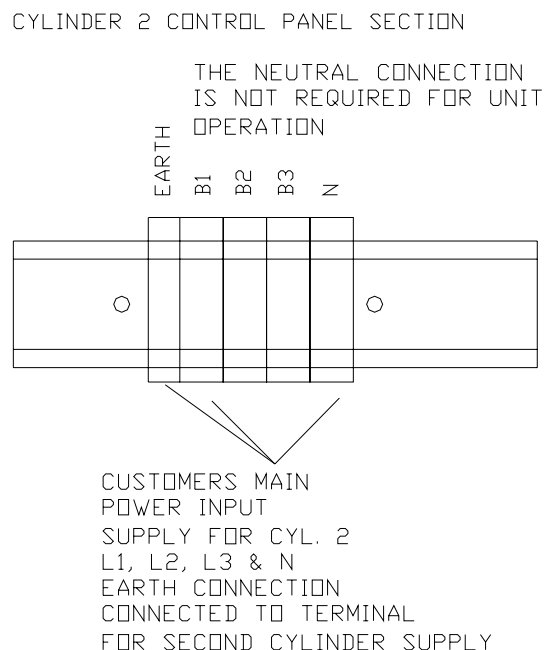 CYLINDER 2 CONTROL PANEL SECTION
THE NEUTRAL CONNECTION
IS NOT REQUIRED FOR UNIT
OPERATION
EARTH
B1
B2
B3
N
CUSTOMERS MAIN
POWER INPUT
SUPPLY FOR CYL. 2
L1, L2, L3 & N
EARTH CONNECTION
CONNECTED TO TERMINAL
FOR SECOND CYLINDER SUPPLY